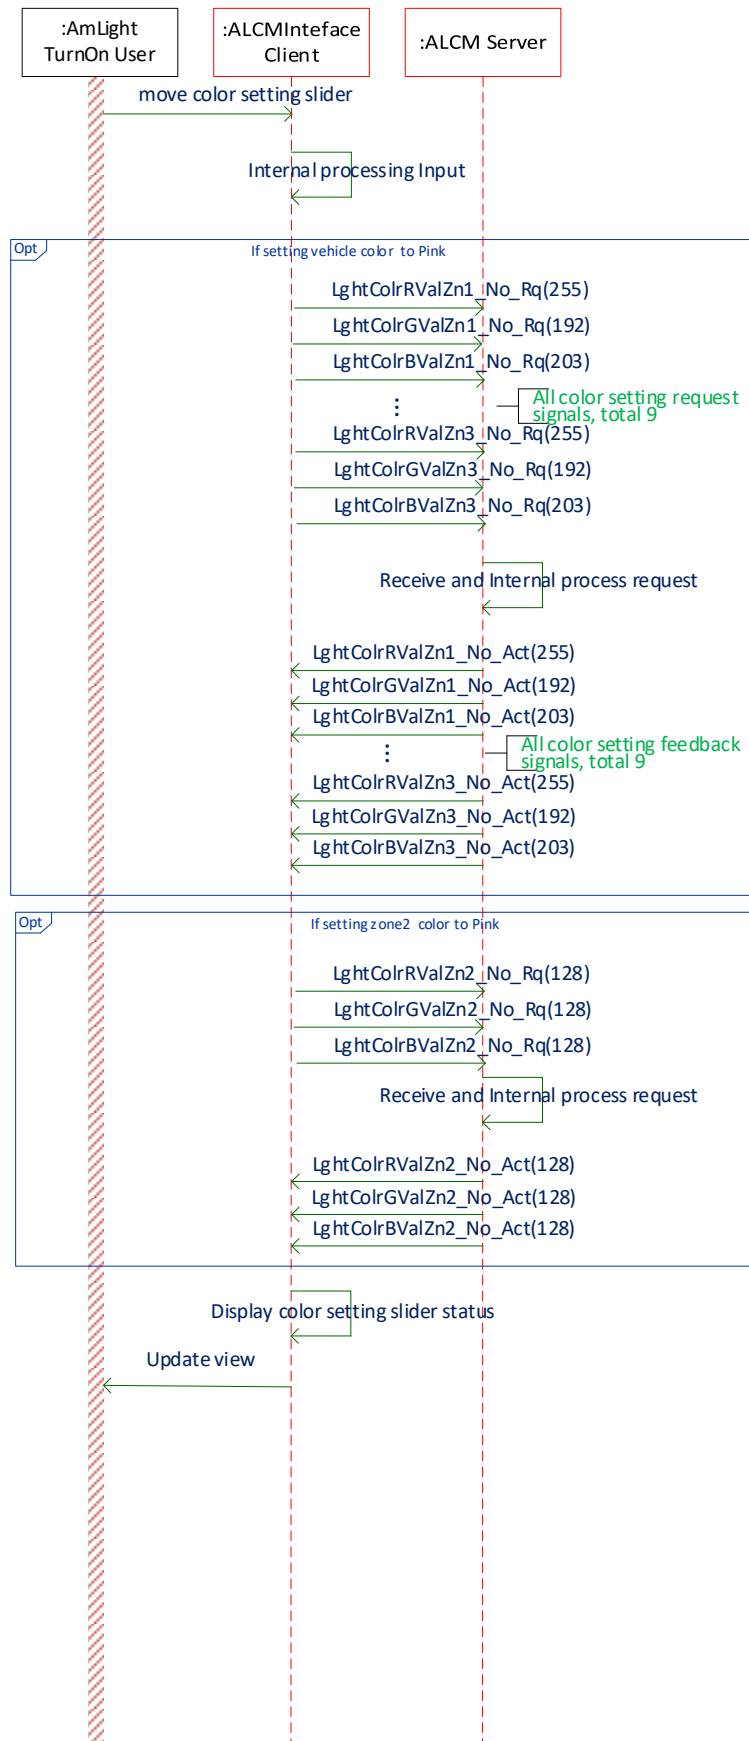 :AmLight
TurnOn User
:ALCMInteface
Client
:ALCM Server
move color setting slider
Internal processing Input
Opt
If setting vehicle color to Pink
LghtColrRValZn1_No_Rq(255)
LghtColrGValZn1_No_Rq(192)
LghtColrBValZn1_No_Rq(203)
...
All color setting request
signals, total 9
LghtColrRValZn3_No_Rq(255)
LghtColrGValZn3_No_Rq(192)
LghtColrBValZn3_No_Rq(203)
Receive and Internal process request
LghtColrRValZn1_No_Act(255)
LghtColrGValZn1_No_Act(192)
LghtColrBValZn1_No_Act(203)
...
All color setting feedback
signals, total 9
LghtColrRValZn3_No_Act(255)
LghtColrGValZn3_No_Act(192)
LghtColrBValZn3_No_Act(203)
Opt
If setting zone2 color to Pink
LghtColrRValZn2_No_Rq(128)
LghtColrGValZn2_No_Rq(128)
LghtColrBValZn2_No_Rq(128)
Receive and Internal process request
LghtColrRValZn2_No_Act(128)
LghtColrGValZn2_No_Act(128)
LghtColrBValZn2_No_Act(128)
Display color setting slider status
Update view